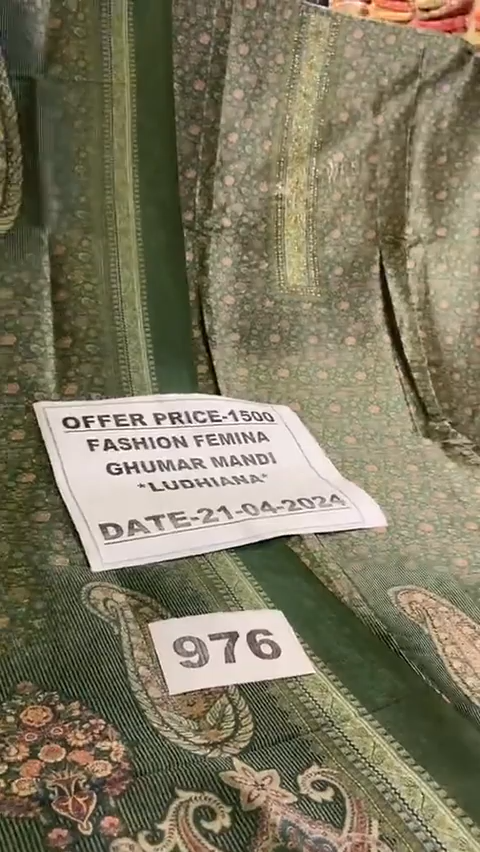 OFFER PRICE-1500
FASHION FEMINA
GHUMAR MANDI
*LUDHIANA*
DATE-21-04-2024
976